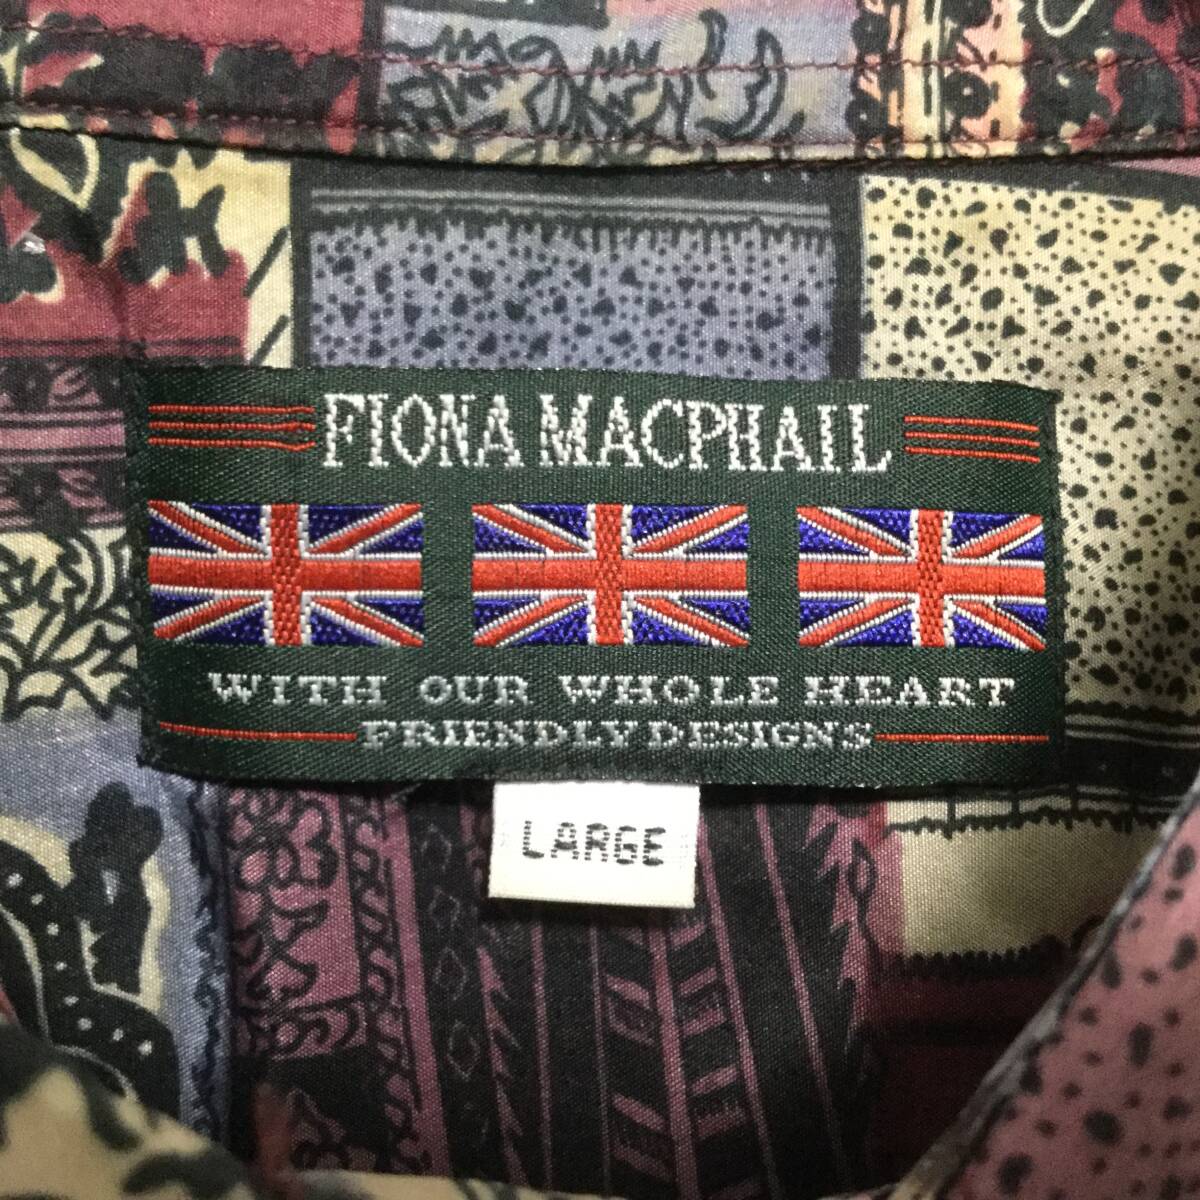 FIONA MACPHAIL
WITH OUR WHOLE HEART
FRIENDLY DESIGNS
LARGE